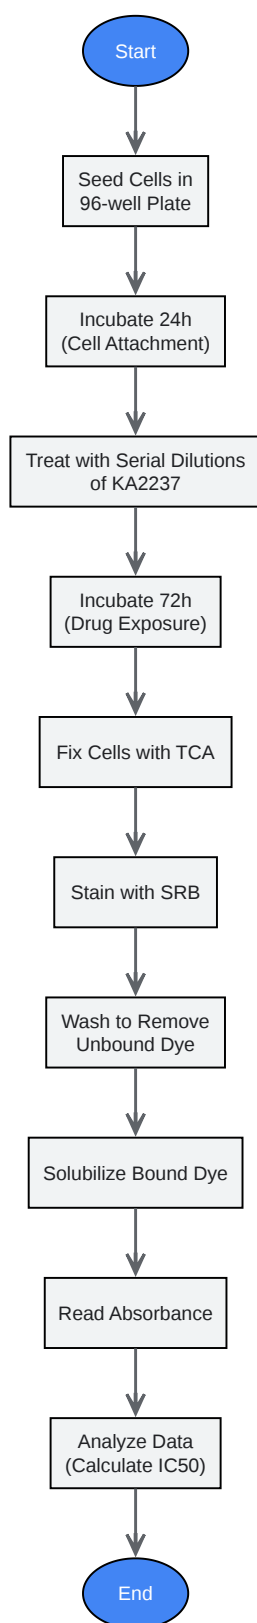 Start
Seed Cells in
96-well Plate
Incubate 24h
(Cell Attachment)
Treat with Serial Dilutions
of KA2237
Incubate 72h
(Drug Exposure)
Fix Cells with TCA
Stain with SRB
Wash to Remove
Unbound Dye
Solubilize Bound Dye
Read Absorbance
Analyze Data
(Calculate IC50)
End